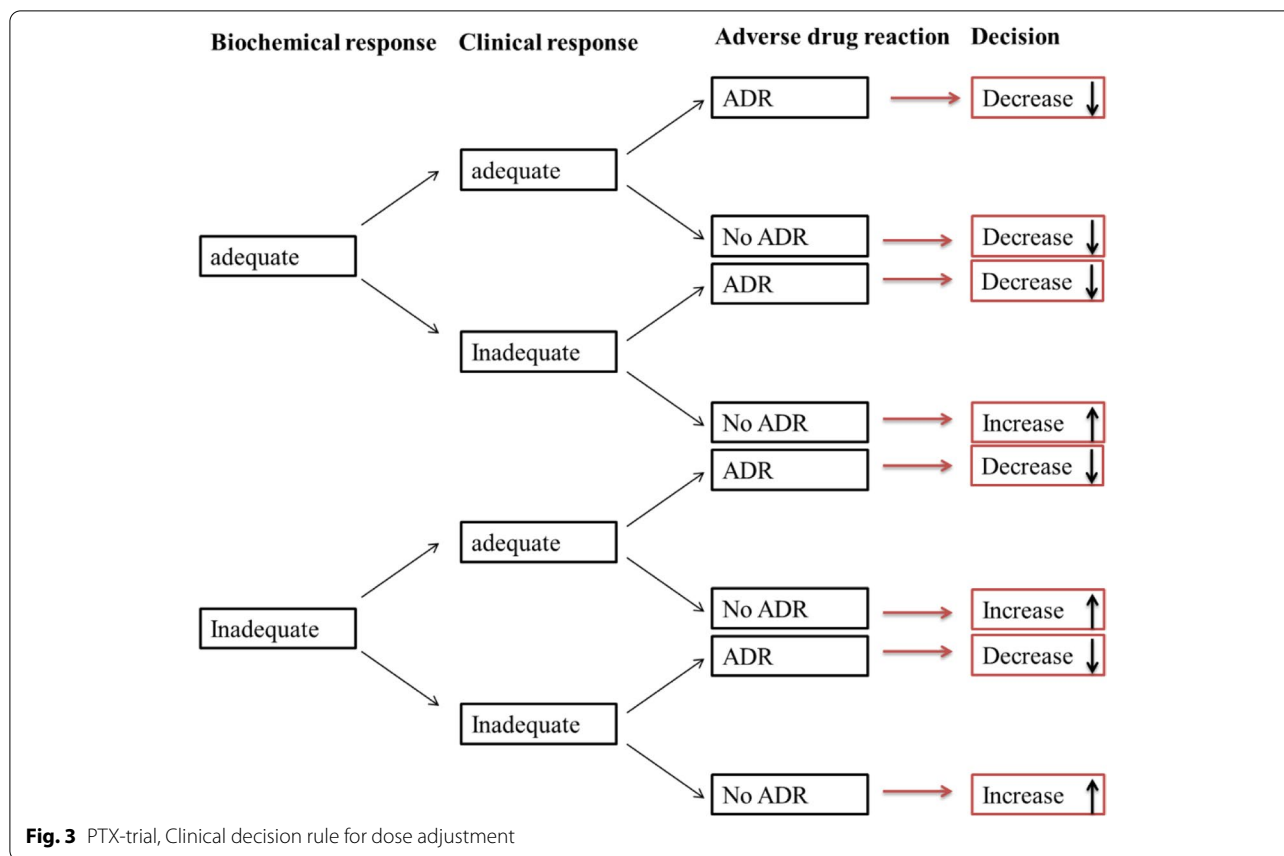 Biochemical response Clinical response Adverse drug reaction Decision
ADR Decrease
adequate
No ADR Decrease
adequate
ADR Decrease
Inadequate
No ADR Increase
ADR Decrease
adequate
No ADR Increase
Inadequate
ADR Decrease
Inadequate
No ADR Increase
Fig. 3 PTX-trial, Clinical decision rule for dose adjustment